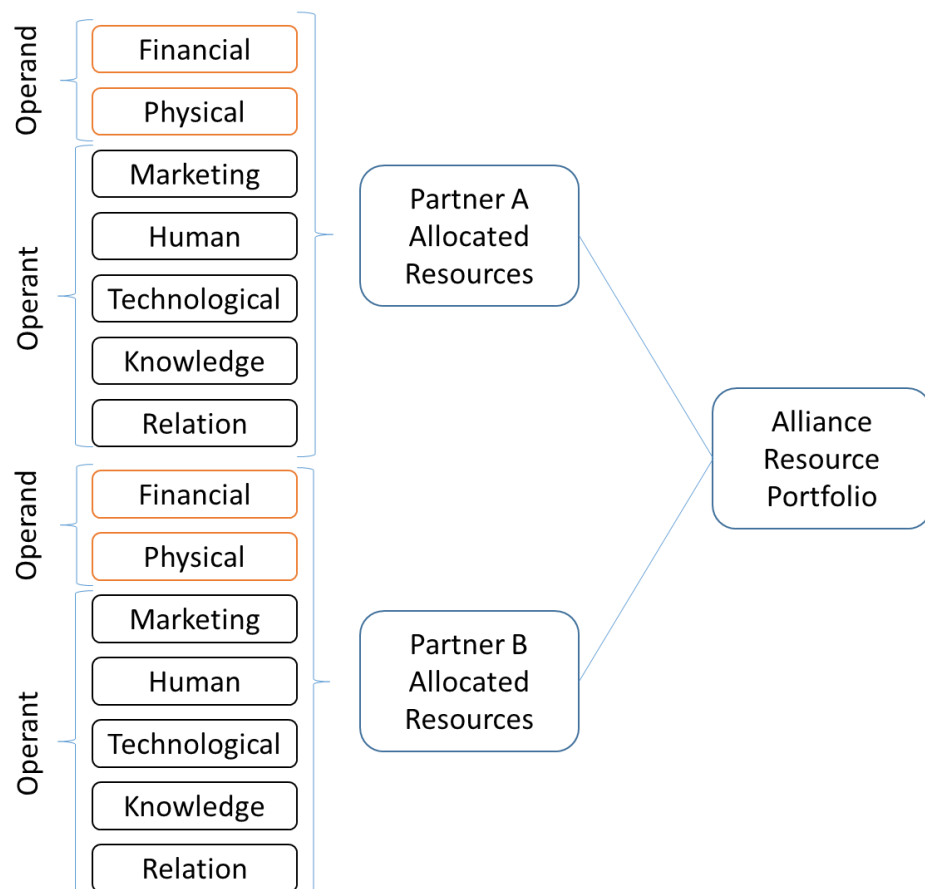 Operand
Financial
Physical
Operant
Marketing
Human
Technological
Knowledge
Relation
Partner A
Allocated
Resources
Operand
Financial
Physical
Operant
Marketing
Human
Technological
Knowledge
Relation
Partner B
Allocated
Resources
Alliance
Resource
Portfolio